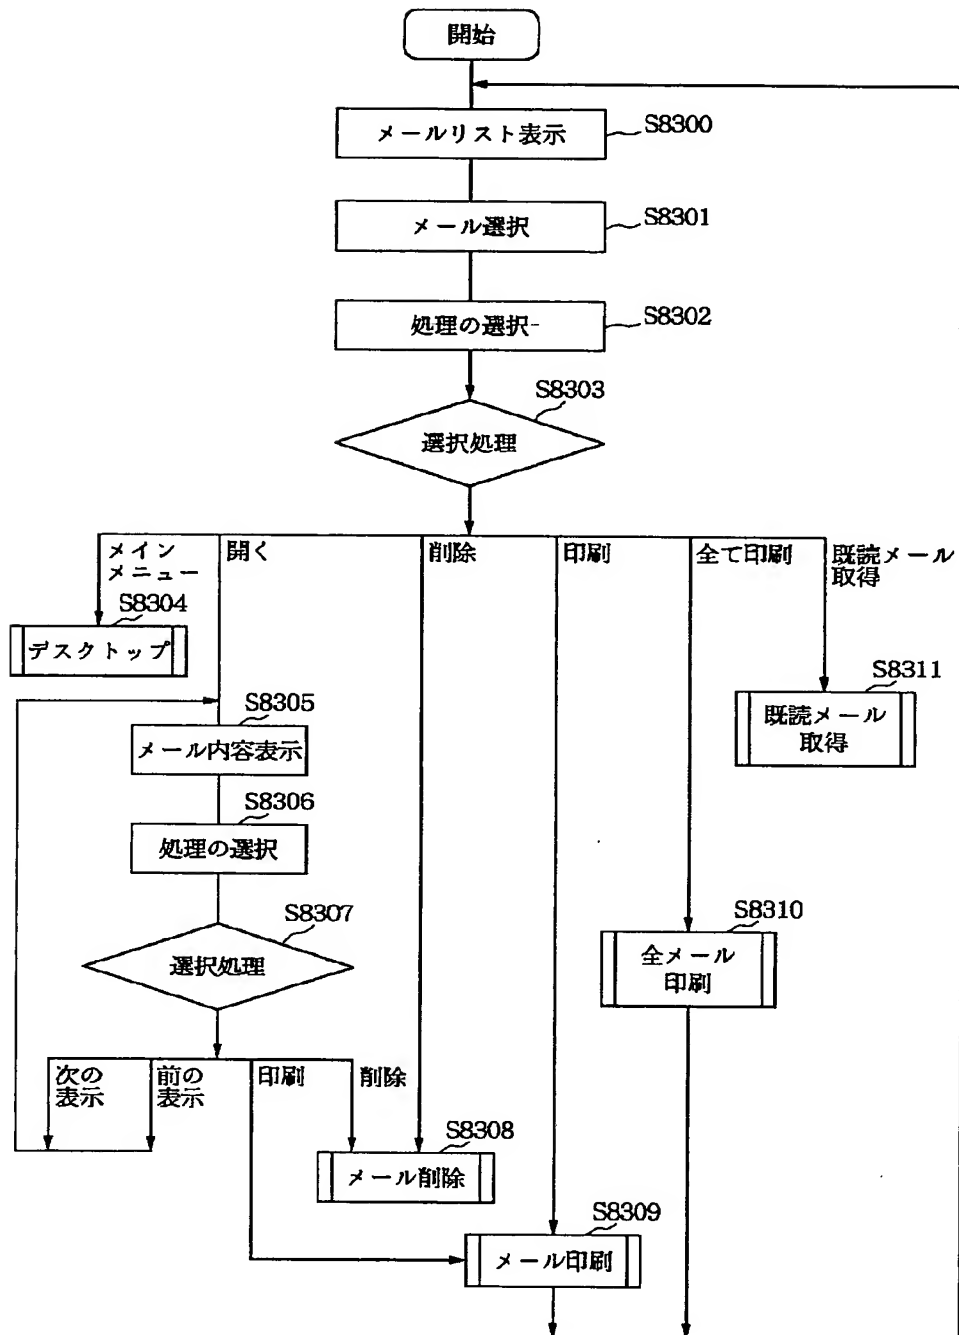 開始
メールリスト表示
S8300
メール選択
S8301
処理の選択
S8302
S8303
選択処理
メイン
メニュー
開く
削除
印刷
全て印刷
既読メール
取得
S8304
デスクトップ
S8311
既読メール
取得
S8305
メール内容表示
S8306
処理の選択
S8307
選択処理
S8310
全メール
印刷
次の
表示
前の
表示
印刷
削除
S8308
メール削除
S8309
メール印刷